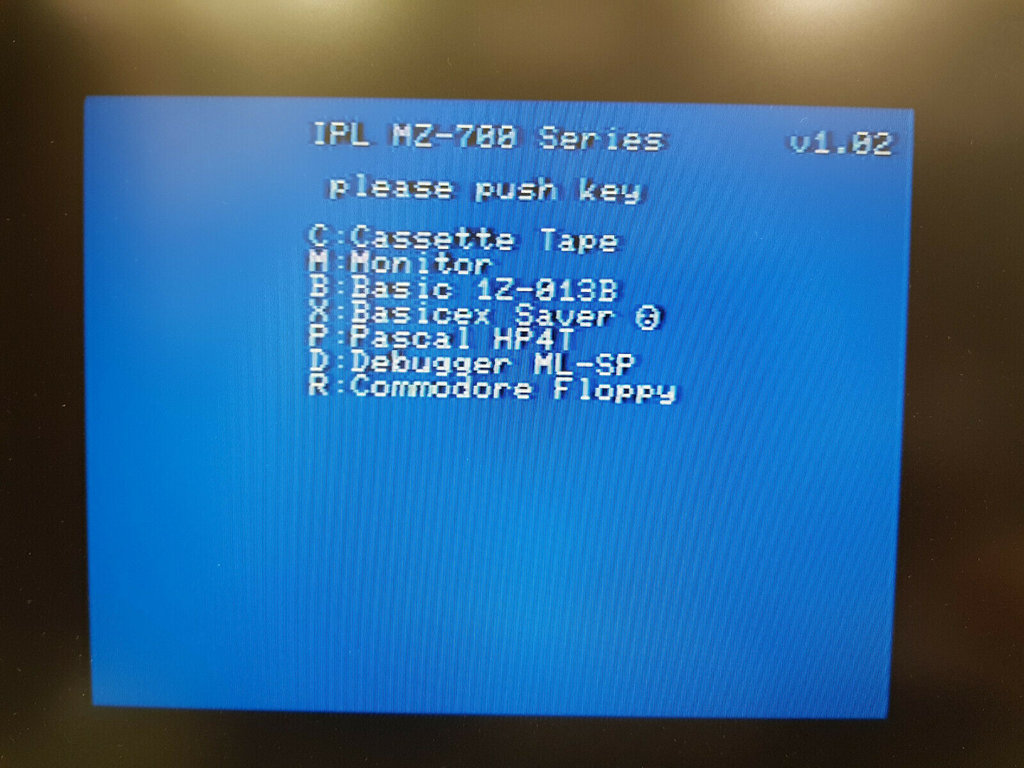 IPL MZ-700 Series v1.02
please push key
C:Cassette Tape
M:Monitor
B:Basic 1Z-013B
X:Basicex Saver
P:Pascal HP4T
D:Debugger ML-SP
R:Commodore Floppy